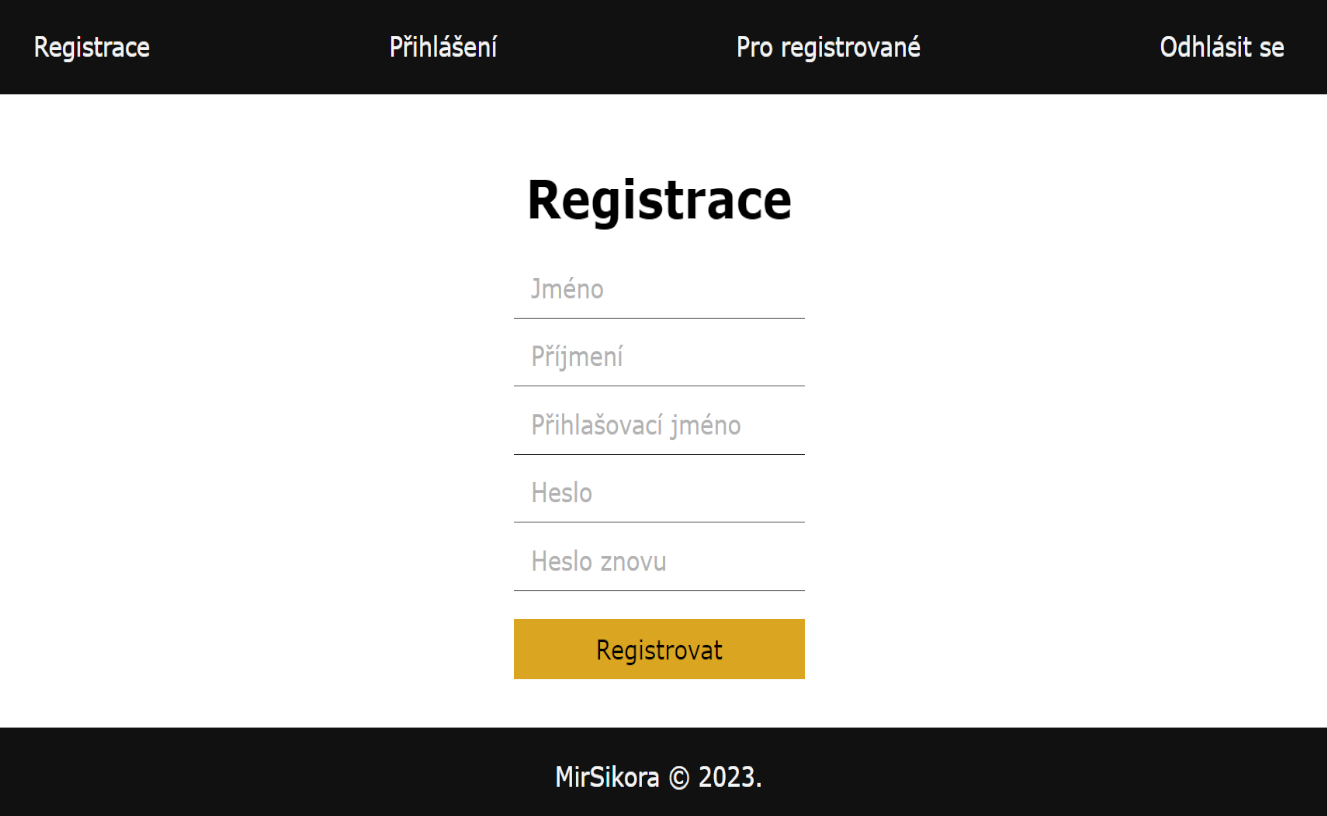 Registrace Přihlášení Pro registrované Odhlásit se
Registrace
Jméno
Příjmení
Přihlašovací jméno
Heslo
Heslo znovu
Registrovat
MirSikora © 2023.